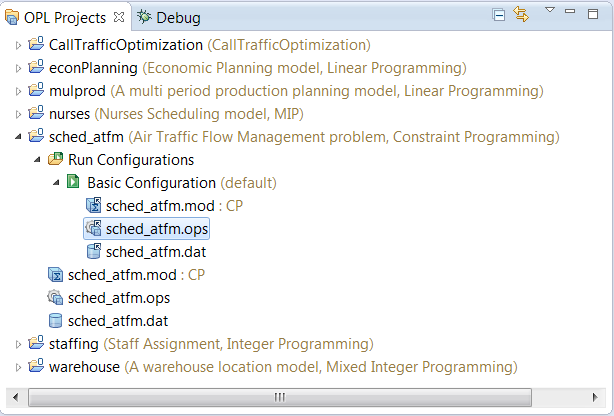 OPL Projects Debug
CallTrafficOptimization (CallTrafficOptimization)
econPlanning (Economic Planning model, Linear Programming)
mulprod (A multi period production planning model, Linear Programming)
nurses (Nurses Scheduling model, MIP)
sched_atfm (Air Traffic Flow Management problem, Constraint Programming)
Run Configurations
Basic Configuration (default)
sched_atfm.mod : CP
sched_atfm.ops
sched_atfm.dat
sched_atfm.mod : CP
sched_atfm.ops
sched_atfm.dat
staffing (Staff Assignment, Integer Programming)
warehouse (A warehouse location model, Mixed Integer Programming)